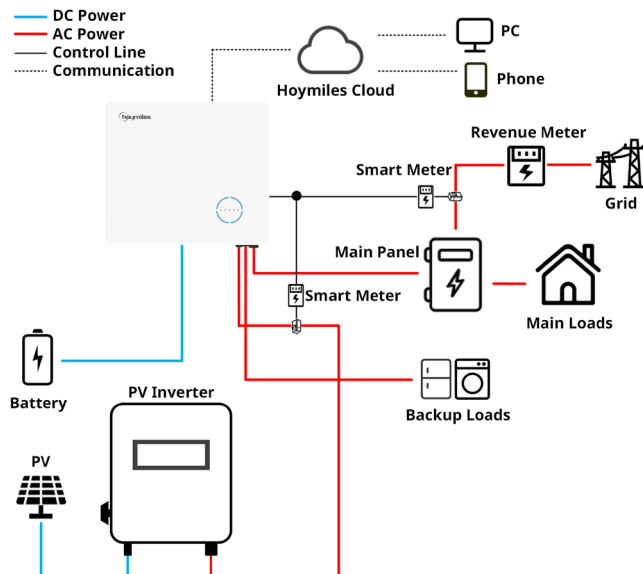 DC Power
AC Power
Control Line
Communication
Hoymiles Cloud
PC
Phone
hoymiles
Revenue Meter
Smart Meter
Grid
Main Panel
Smart Meter
Main Loads
Battery
PV Inverter
Backup Loads
PV